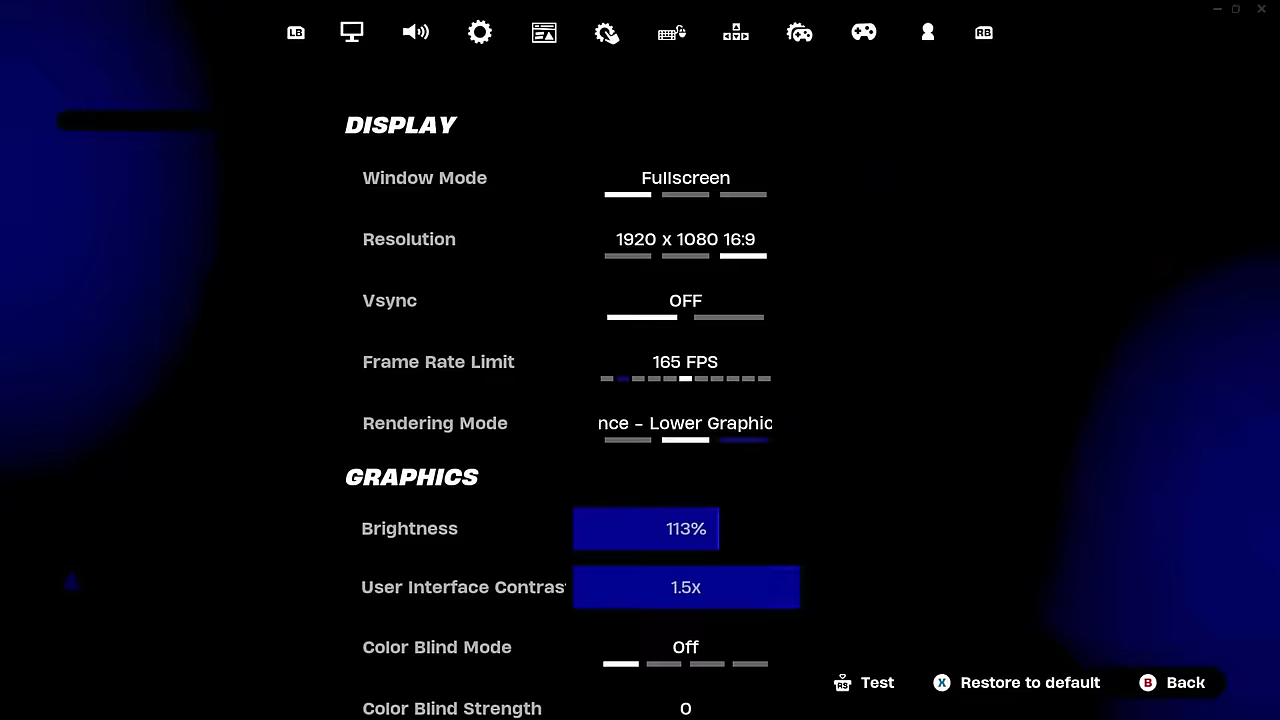 LB
RB
DISPLAY
Window Mode Fullscreen
Resolution 1920 x 1080 16:9
Vsync OFF
Frame Rate Limit 165 FPS
Rendering Mode nce - Lower Graphic
GRAPHICS
Brightness 113%
User Interface Contras 1.5x
Color Blind Mode Off
RS Test X Restore to default B Back
Color Blind Strength 0